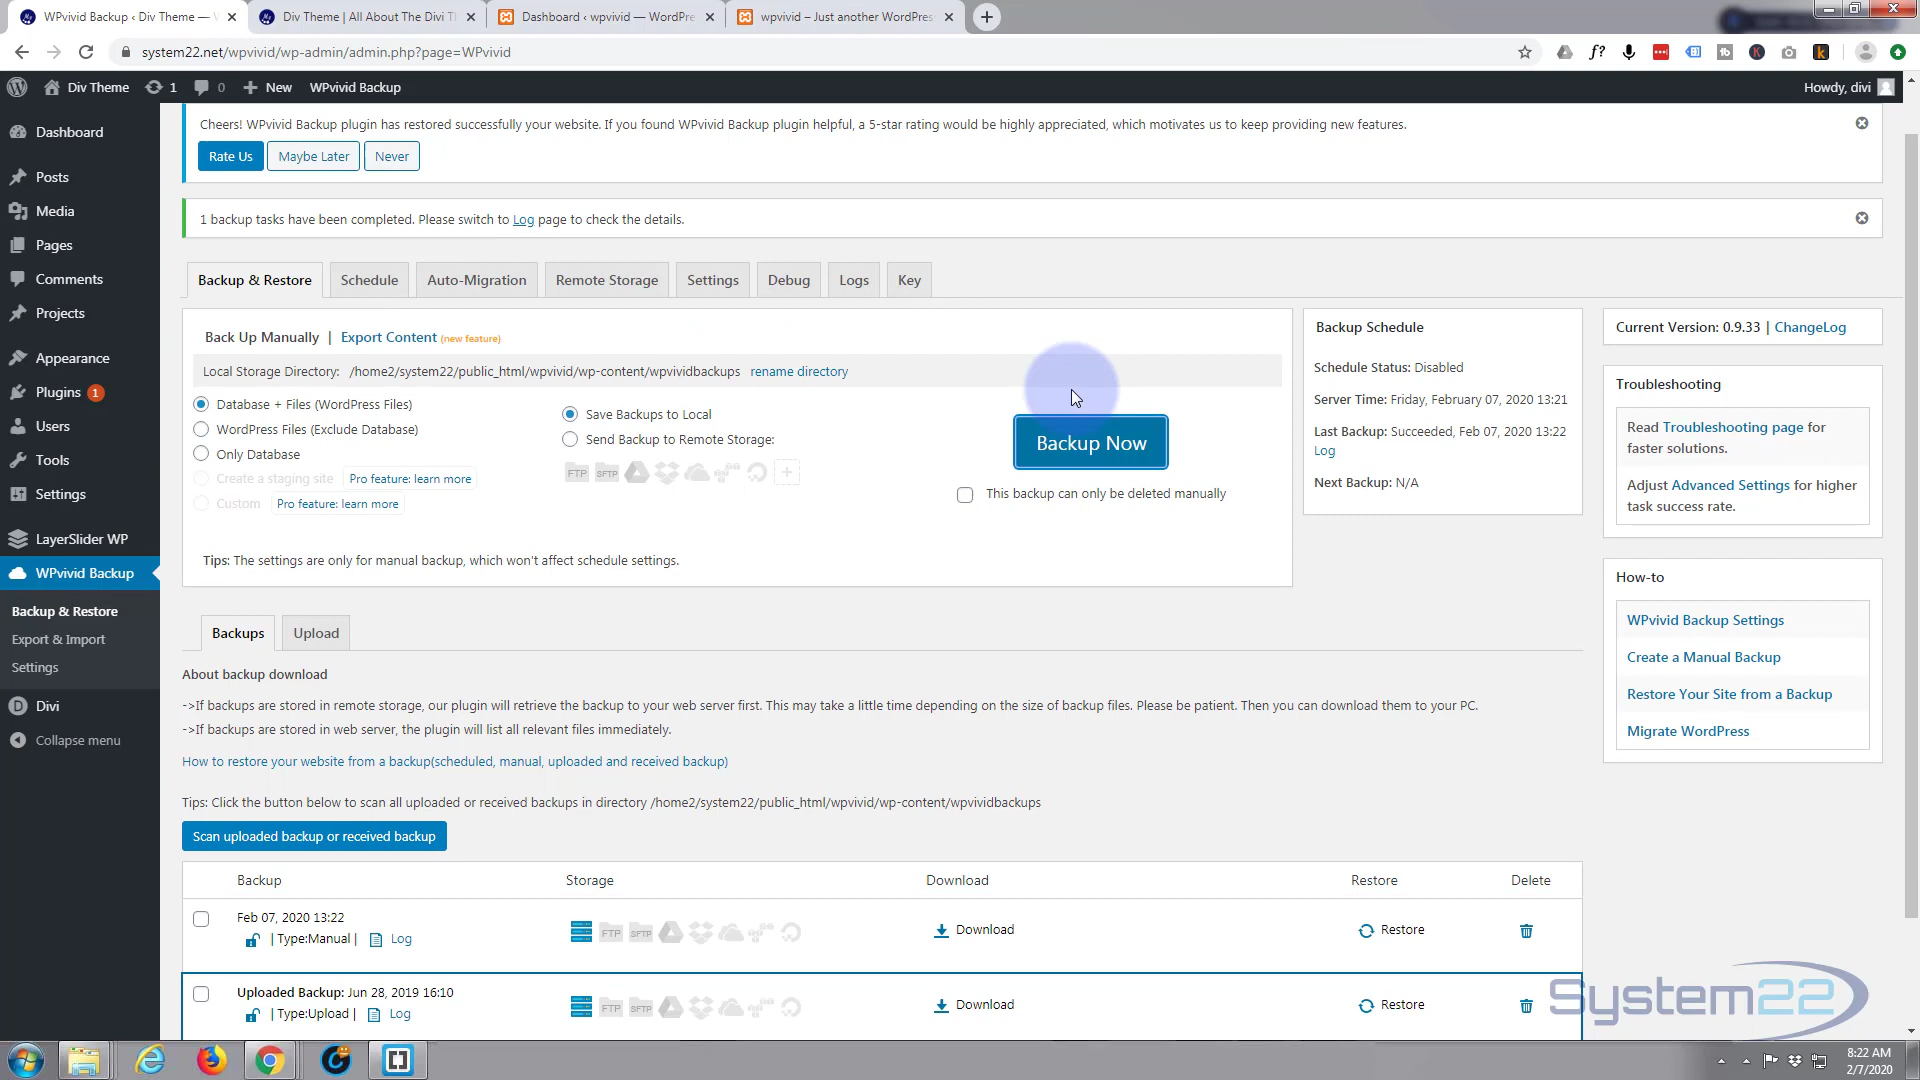 WPvivid Backup ‹ Div Theme —
Div Theme | All About The Divi T
Dashboard ‹ wpvivid — WordPre
wpvivid – Just another WordPress
system22.net/wpvivid/wp-admin/admin.php?page=WPvivid
Div Theme
1
0
New
WPvivid Backup
Howdy, divi
Dashboard
Posts
Media
Pages
Comments
Projects
Appearance
Plugins 1
Users
Tools
Settings
LayerSlider WP
WPvivid Backup
Backup & Restore
Export & Import
Settings
Divi
Collapse menu
Cheers! WPvivid Backup plugin has restored successfully your website. If you found WPvivid Backup plugin helpful, a 5-star rating would be highly appreciated, which motivates us to keep providing new features.
Rate Us
Maybe Later
Never
1 backup tasks have been completed. Please switch to Log page to check the details.
Backup & Restore
Schedule
Auto-Migration
Remote Storage
Settings
Debug
Logs
Key
Back Up Manually | Export Content (new feature)
Local Storage Directory: /home2/system22/public_html/wpvivid/wp-content/wpvividbackups rename directory
Database + Files (WordPress Files)
WordPress Files (Exclude Database)
Only Database
Create a staging site Pro feature: learn more
Custom Pro feature: learn more
Save Backups to Local
Send Backup to Remote Storage:
FTP SFTP
Backup Now
This backup can only be deleted manually
Tips: The settings are only for manual backup, which won't affect schedule settings.
Backup Schedule
Schedule Status: Disabled
Server Time: Friday, February 07, 2020 13:21
Last Backup: Succeeded, Feb 07, 2020 13:22
Log
Next Backup: N/A
Current Version: 0.9.33 | ChangeLog
Troubleshooting
Read Troubleshooting page for
faster solutions.
Adjust Advanced Settings for higher
task success rate.
How-to
WPvivid Backup Settings
Create a Manual Backup
Restore Your Site from a Backup
Migrate WordPress
Backups
Upload
About backup download
->If backups are stored in remote storage, our plugin will retrieve the backup to your web server first. This may take a little time depending on the size of backup files. Please be patient. Then you can download them to your PC.
->If backups are stored in web server, the plugin will list all relevant files immediately.
How to restore your website from a backup(scheduled, manual, uploaded and received backup)
Tips: Click the button below to scan all uploaded or received backups in directory /home2/system22/public_html/wpvivid/wp-content/wpvividbackups
Scan uploaded backup or received backup
Backup Storage Download Restore Delete
Feb 07, 2020 13:22
| Type:Manual | Log
FTP SFTP
Download
Restore
Uploaded Backup: Jun 28, 2019 16:10
| Type:Upload | Log
FTP SFTP
Download
Restore
System22
8:22 AM
2/7/2020